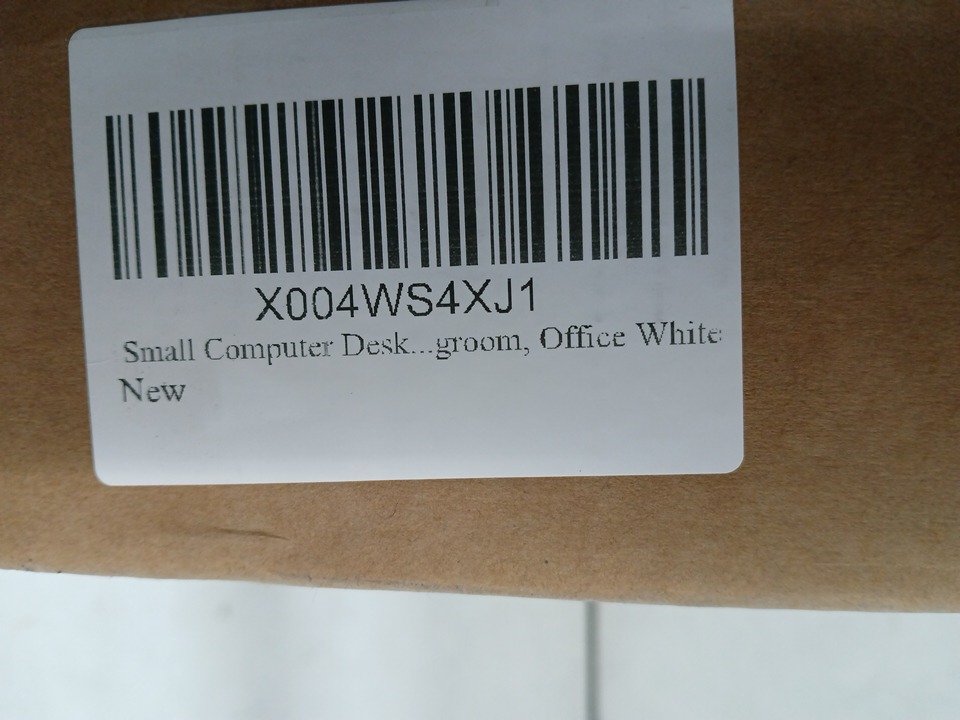 X004WS4XJ1
Small Computer Desk...groom, Office White
New